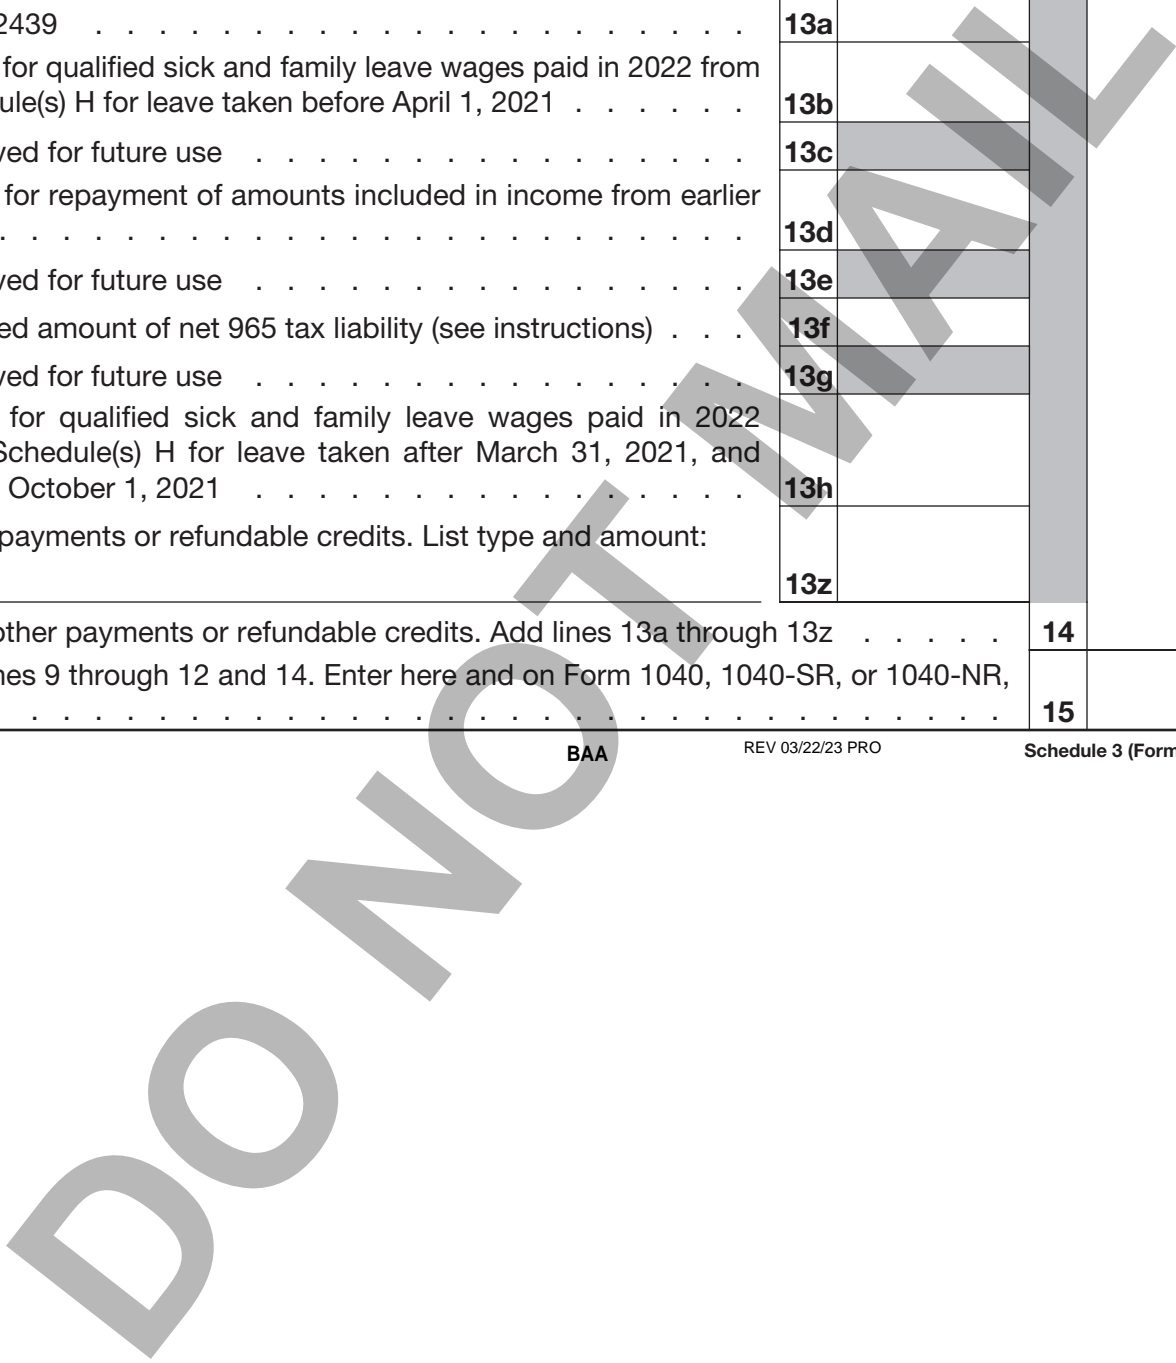 2439 . . . . . . . . . . . . . . . . . . . . . 13a
for qualified sick and family leave wages paid in 2022 from
ule(s) H for leave taken before April 1, 2021 . . . . . . 13b
ved for future use . . . . . . . . . . . . . . . . 13c
for repayment of amounts included in income from earlier
. . . . . . . . . . . . . . . . . . . . . . . . 13d
ved for future use . . . . . . . . . . . . . . . . 13e
ed amount of net 965 tax liability (see instructions) . . . 13f
ved for future use . . . . . . . . . . . . . . . . 13g
for qualified sick and family leave wages paid in 2022
Schedule(s) H for leave taken after March 31, 2021, and
October 1, 2021 . . . . . . . . . . . . . . . . 13h
payments or refundable credits. List type and amount:
13z
other payments or refundable credits. Add lines 13a through 13z . . . . . 14
nes 9 through 12 and 14. Enter here and on Form 1040, 1040-SR, or 1040-NR,
. . . . . . . . . . . . . . . . . . . . . . . . . . . . . . . 15
BAA REV 03/22/23 PRO Schedule 3 (Form
DO NOT MAIL